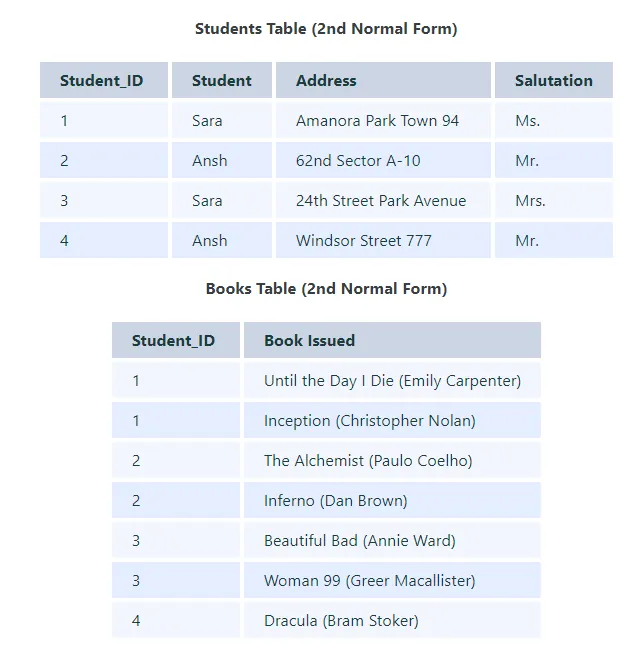 Students Table (2nd Normal Form)
Student_ID Student Address Salutation
1 Sara Amanora Park Town 94 Ms.
2 Ansh 62nd Sector A-10 Mr.
3 Sara 24th Street Park Avenue Mrs.
4 Ansh Windsor Street 777 Mr.
Books Table (2nd Normal Form)
Student_ID Book Issued
1 Until the Day I Die (Emily Carpenter)
1 Inception (Christopher Nolan)
2 The Alchemist (Paulo Coelho)
2 Inferno (Dan Brown)
3 Beautiful Bad (Annie Ward)
3 Woman 99 (Greer Macallister)
4 Dracula (Bram Stoker)